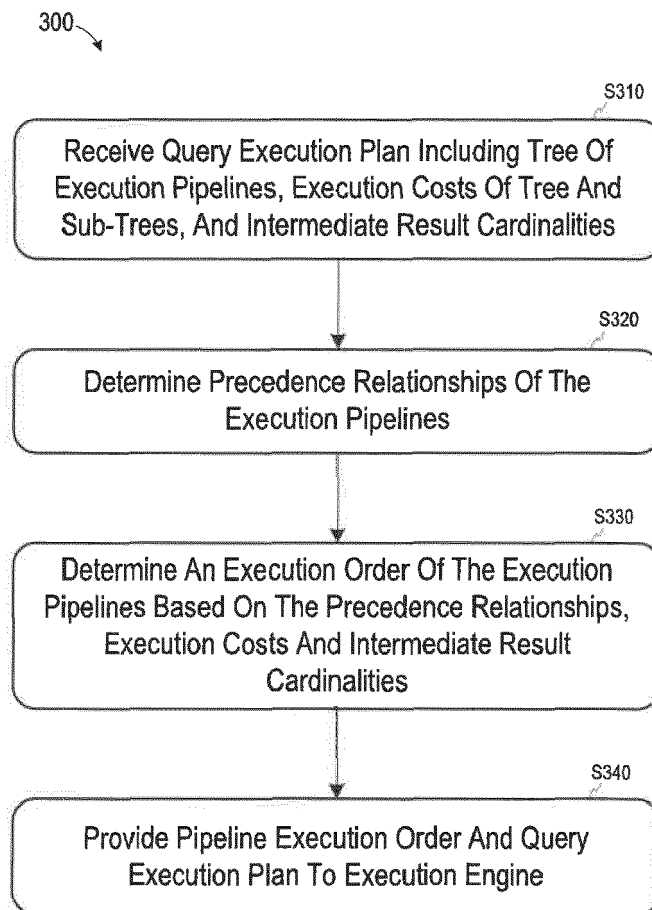 300
S310
Receive Query Execution Plan Including Tree Of
Execution Pipelines, Execution Costs Of Tree And
Sub-Trees, And Intermediate Result Cardinalities
S320
Determine Precedence Relationships Of The
Execution Pipelines
S330
Determine An Execution Order Of The Execution
Pipelines Based On The Precedence Relationships,
Execution Costs And Intermediate Result
Cardinalities
S340
Provide Pipeline Execution Order And Query
Execution Plan To Execution Engine